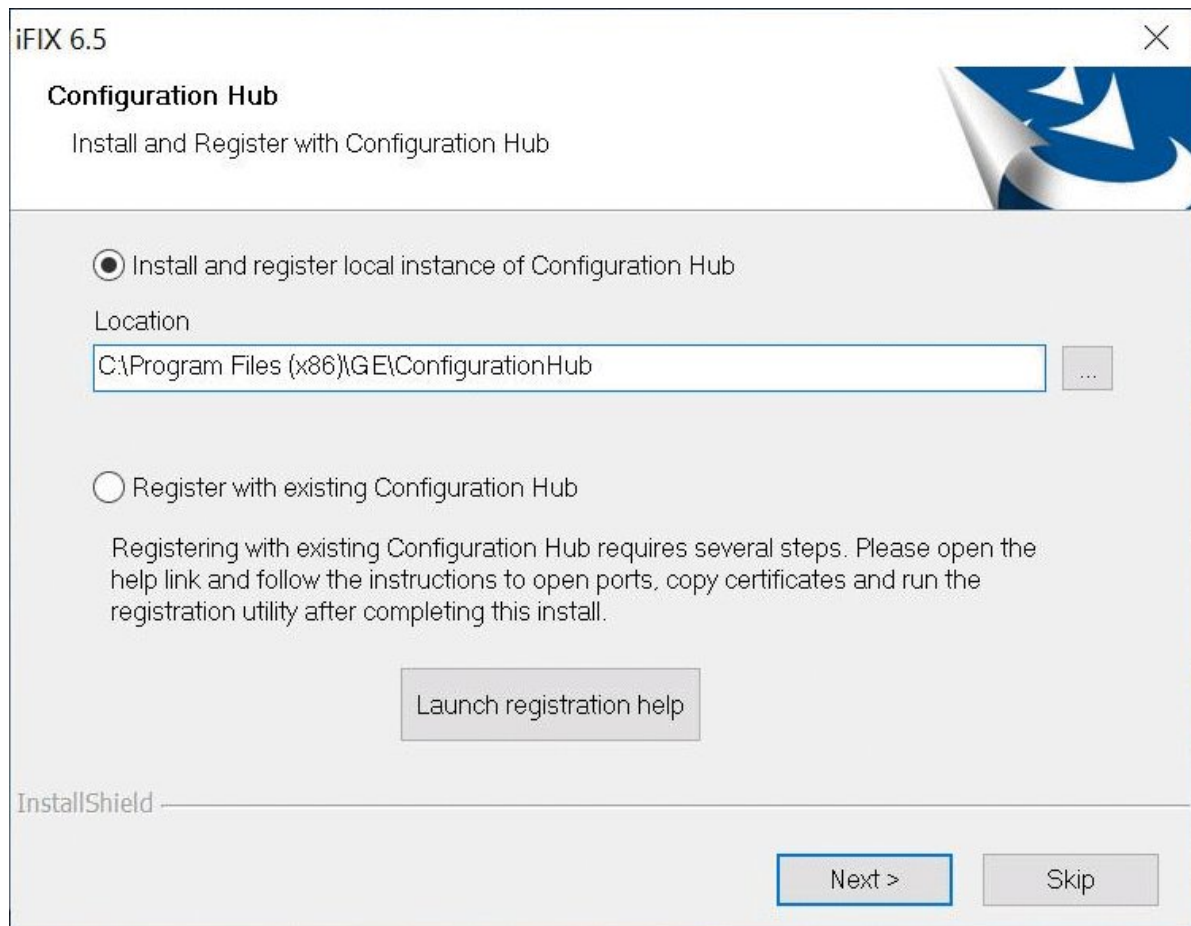 iFIX 6.5
Configuration Hub
Install and Register with Configuration Hub
Install and register local instance of Configuration Hub
Location
C:\Program Files (x86)\GE\ConfigurationHub
...
Register with existing Configuration Hub
Registering with existing Configuration Hub requires several steps. Please open the
help link and follow the instructions to open ports, copy certificates and run the
registration utility after completing this install.
Launch registration help
InstallShield
Next >
Skip